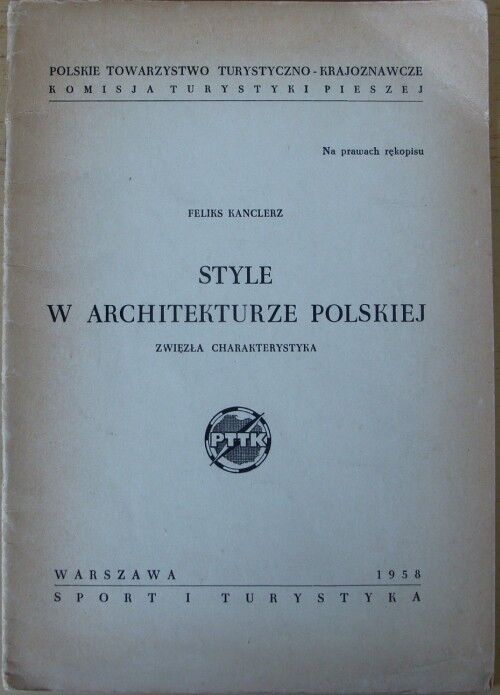 POLSKIE TOWARZYSTWO TURYSTYCZNO-KRAJOZNAWCZE
KOMISJA TURYSTYKI PIESZEJ
Na prawach rękopisu
FELIKS KANCLERZ
STYLE
W ARCHITEKTURZE POLSKIEJ
ZWIĘZŁA CHARAKTERYSTYKA
PTTK
WARSZAWA 1958
SPORT I TURYSTYKA